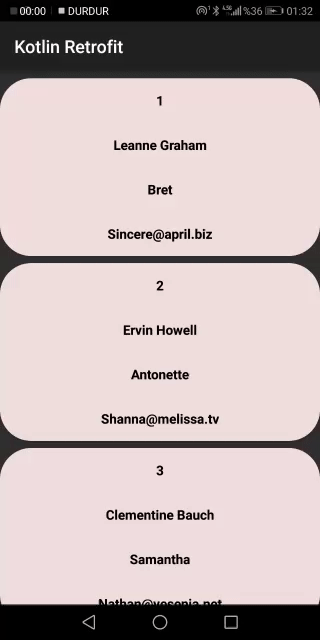 00:00 DURDUR %36 01:32
Kotlin Retrofit
1
Leanne Graham
Bret
Sincere@april.biz
2
Ervin Howell
Antonette
Shanna@melissa.tv
3
Clementine Bauch
Samantha
Nathan@yesenia.net